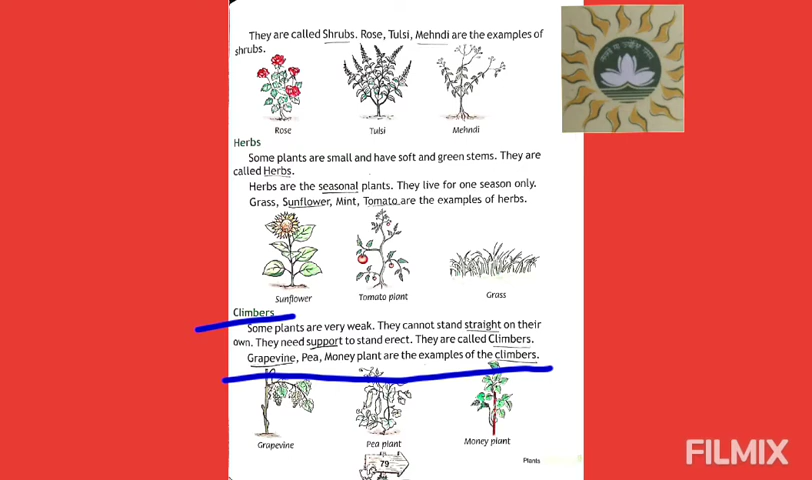 They are called Shrubs. Rose, Tulsi, Mehndi are the examples of
shrubs.
Rose
Tulsi
Mehndi
Herbs
Some plants are small and have soft and green stems. They are
called Herbs.
Herbs are the seasonal plants. They live for one season only.
Grass, Sunflower, Mint, Tomato are the examples of herbs.
Sunflower
Tomato plant
Grass
Climbers
Some plants are very weak. They cannot stand straight on their
own. They need support to stand erect. They are called Climbers.
Grapevine, Pea, Money plant are the examples of the climbers.
Grapevine
Pea plant
Money plant
79
Plants
FILMIX